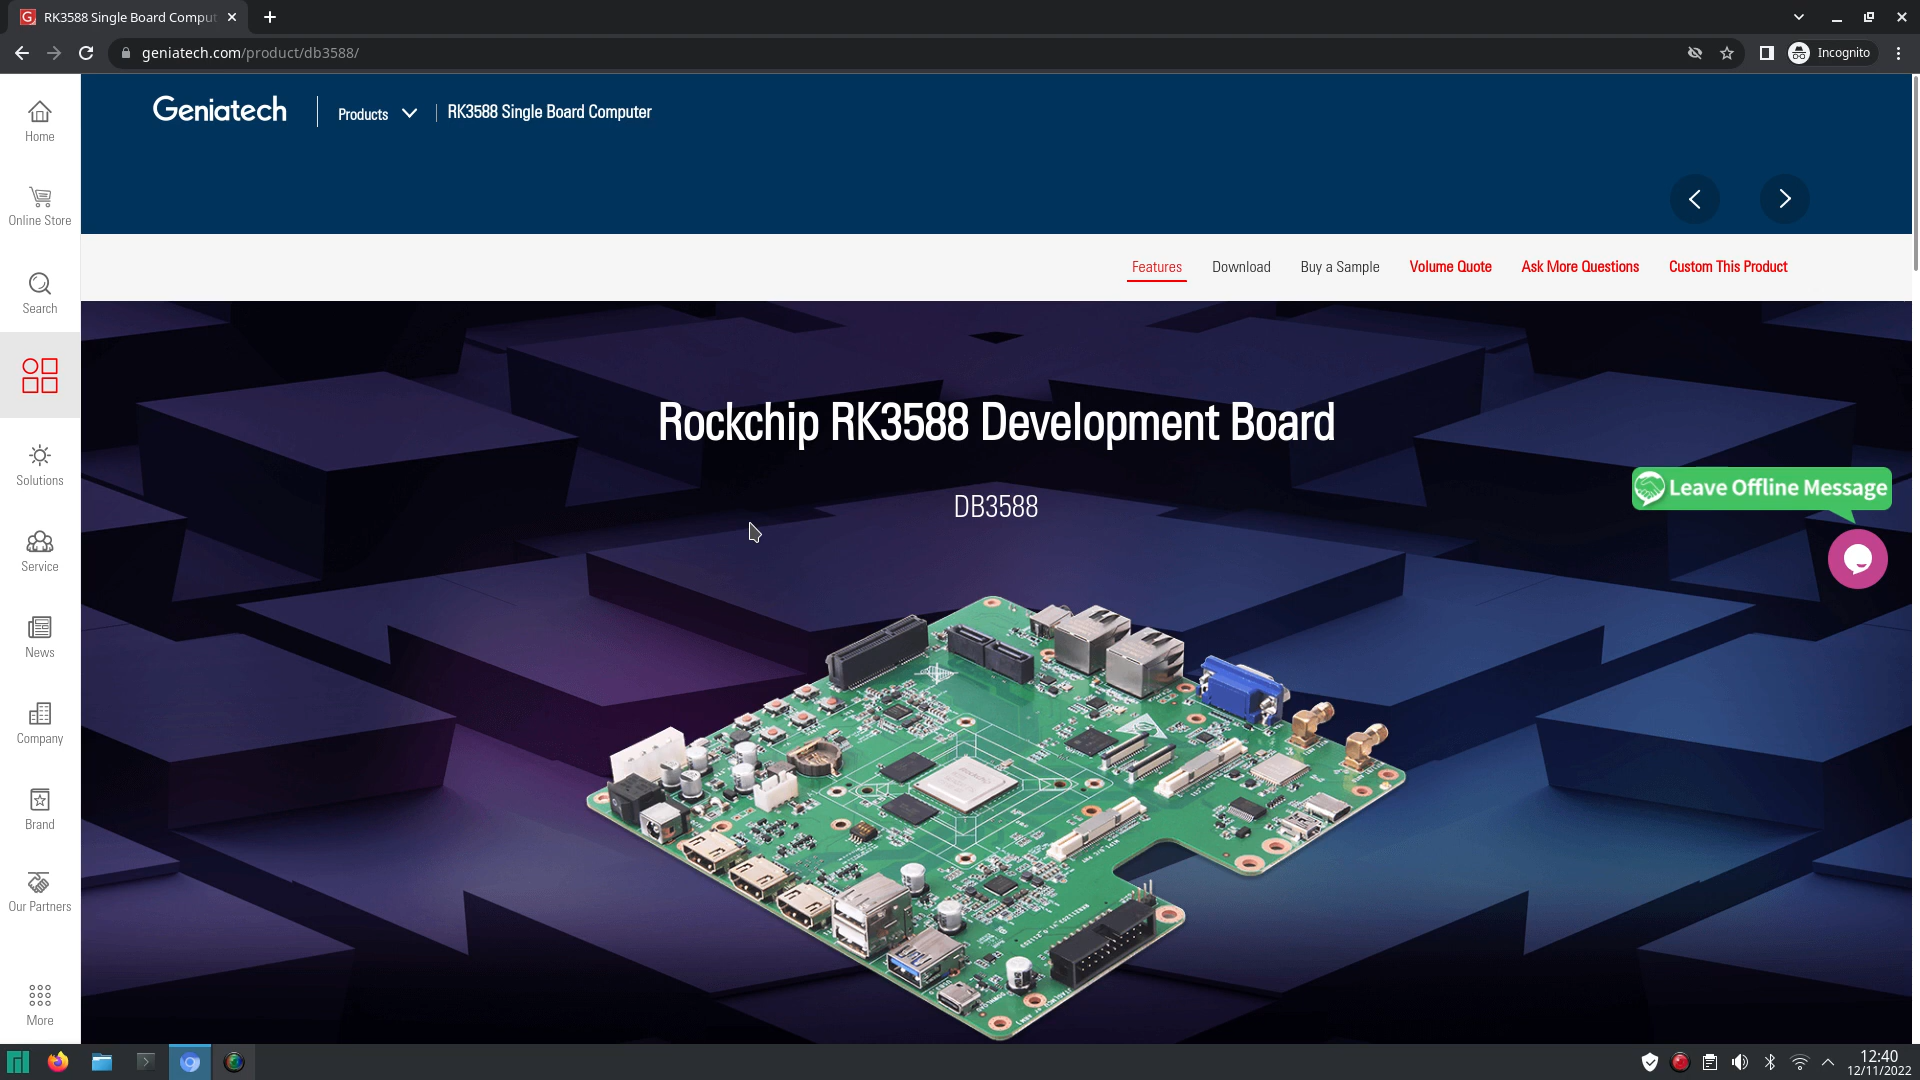 RK3588 Single Board Comput
geniatech.com/product/db3588/
Incognito
Home
Online Store
Search
Solutions
Service
News
Company
Brand
Our Partners
More
Geniatech
Products
RK3588 Single Board Computer
Features
Download
Buy a Sample
Volume Quote
Ask More Questions
Custom This Product
Rockchip RK3588 Development Board
DB3588
Leave Offline Message
12:40
12/11/2022